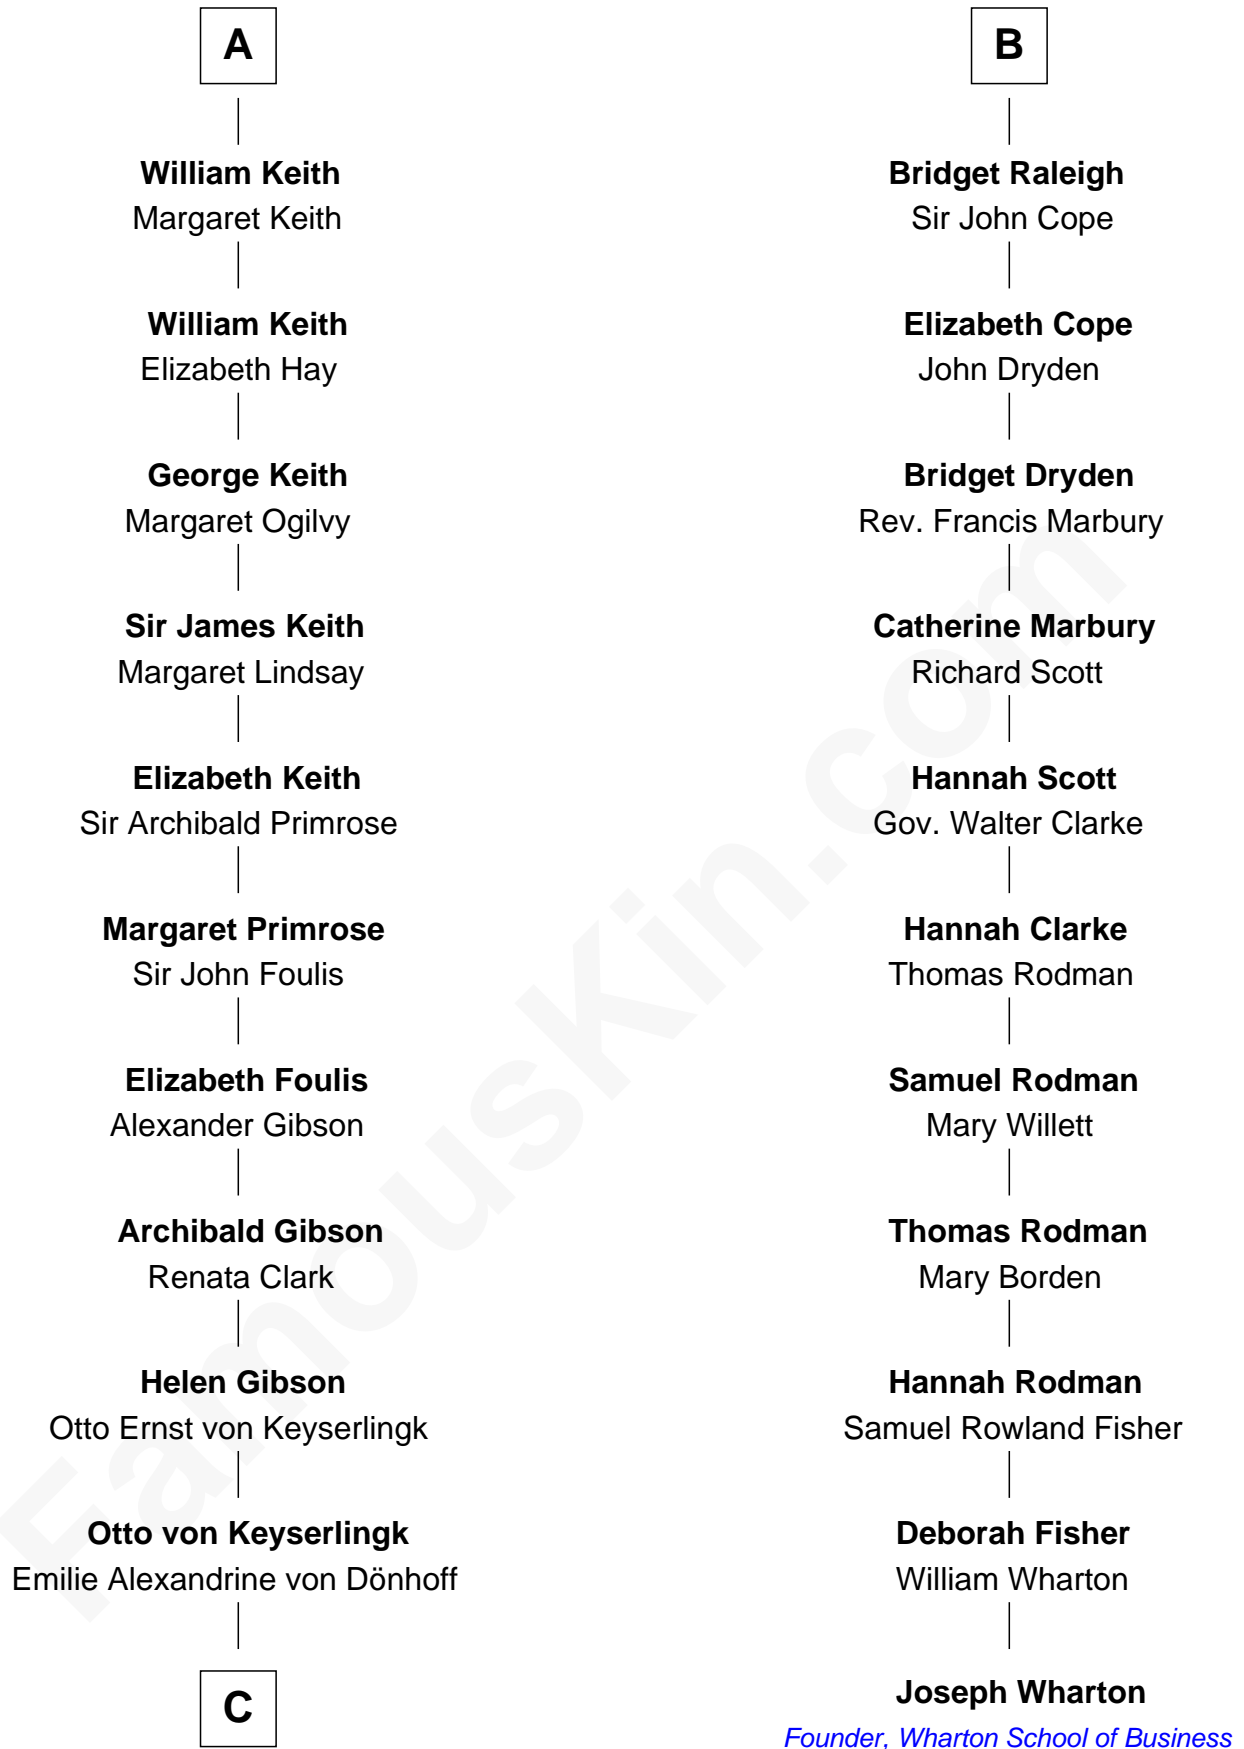 A
William Keith
Margaret Keith
William Keith
Elizabeth Hay
George Keith
Margaret Ogilvy
Sir James Keith
Margaret Lindsay
Elizabeth Keith
Sir Archibald Primrose
Margaret Primrose
Sir John Foulis
Elizabeth Foulis
Alexander Gibson
Archibald Gibson
Renata Clark
Helen Gibson
Otto Ernst von Keyserlingk
Otto von Keyserlingk
Emilie Alexandrine von Dönhoff
C
B
Bridget Raleigh
Sir John Cope
Elizabeth Cope
John Dryden
Bridget Dryden
Rev. Francis Marbury
Catherine Marbury
Richard Scott
Hannah Scott
Gov. Walter Clarke
Hannah Clarke
Thomas Rodman
Samuel Rodman
Mary Willett
Thomas Rodman
Mary Borden
Hannah Rodman
Samuel Rowland Fisher
Deborah Fisher
William Wharton
Joseph Wharton
Founder, Wharton School of Business
FamousKin.com